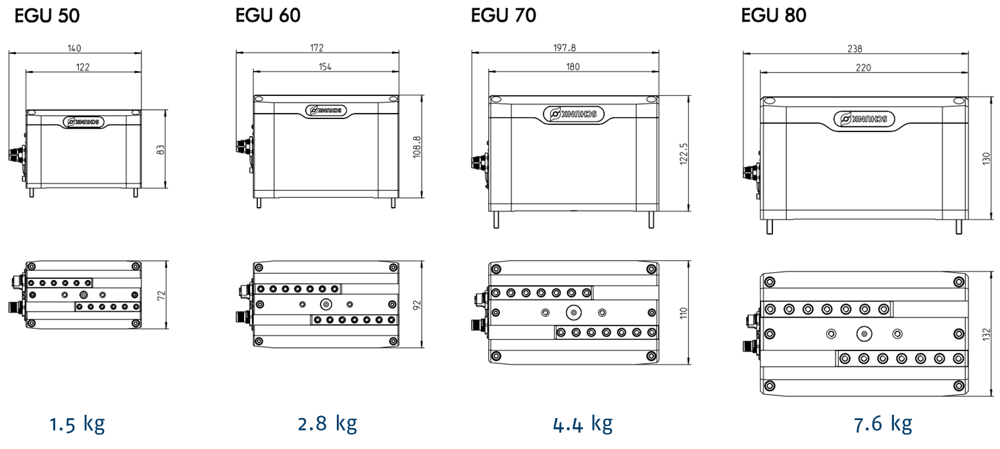 EGU 50
EGU 60
EGU 70
EGU 80
140
172
197.8
238
122
154
180
220
SCHUNK
SCHUNK
SCHUNK
SCHUNK
83
108.8
122.5
130
72
92
110
132
1.5 kg
2.8 kg
4.4 kg
7.6 kg